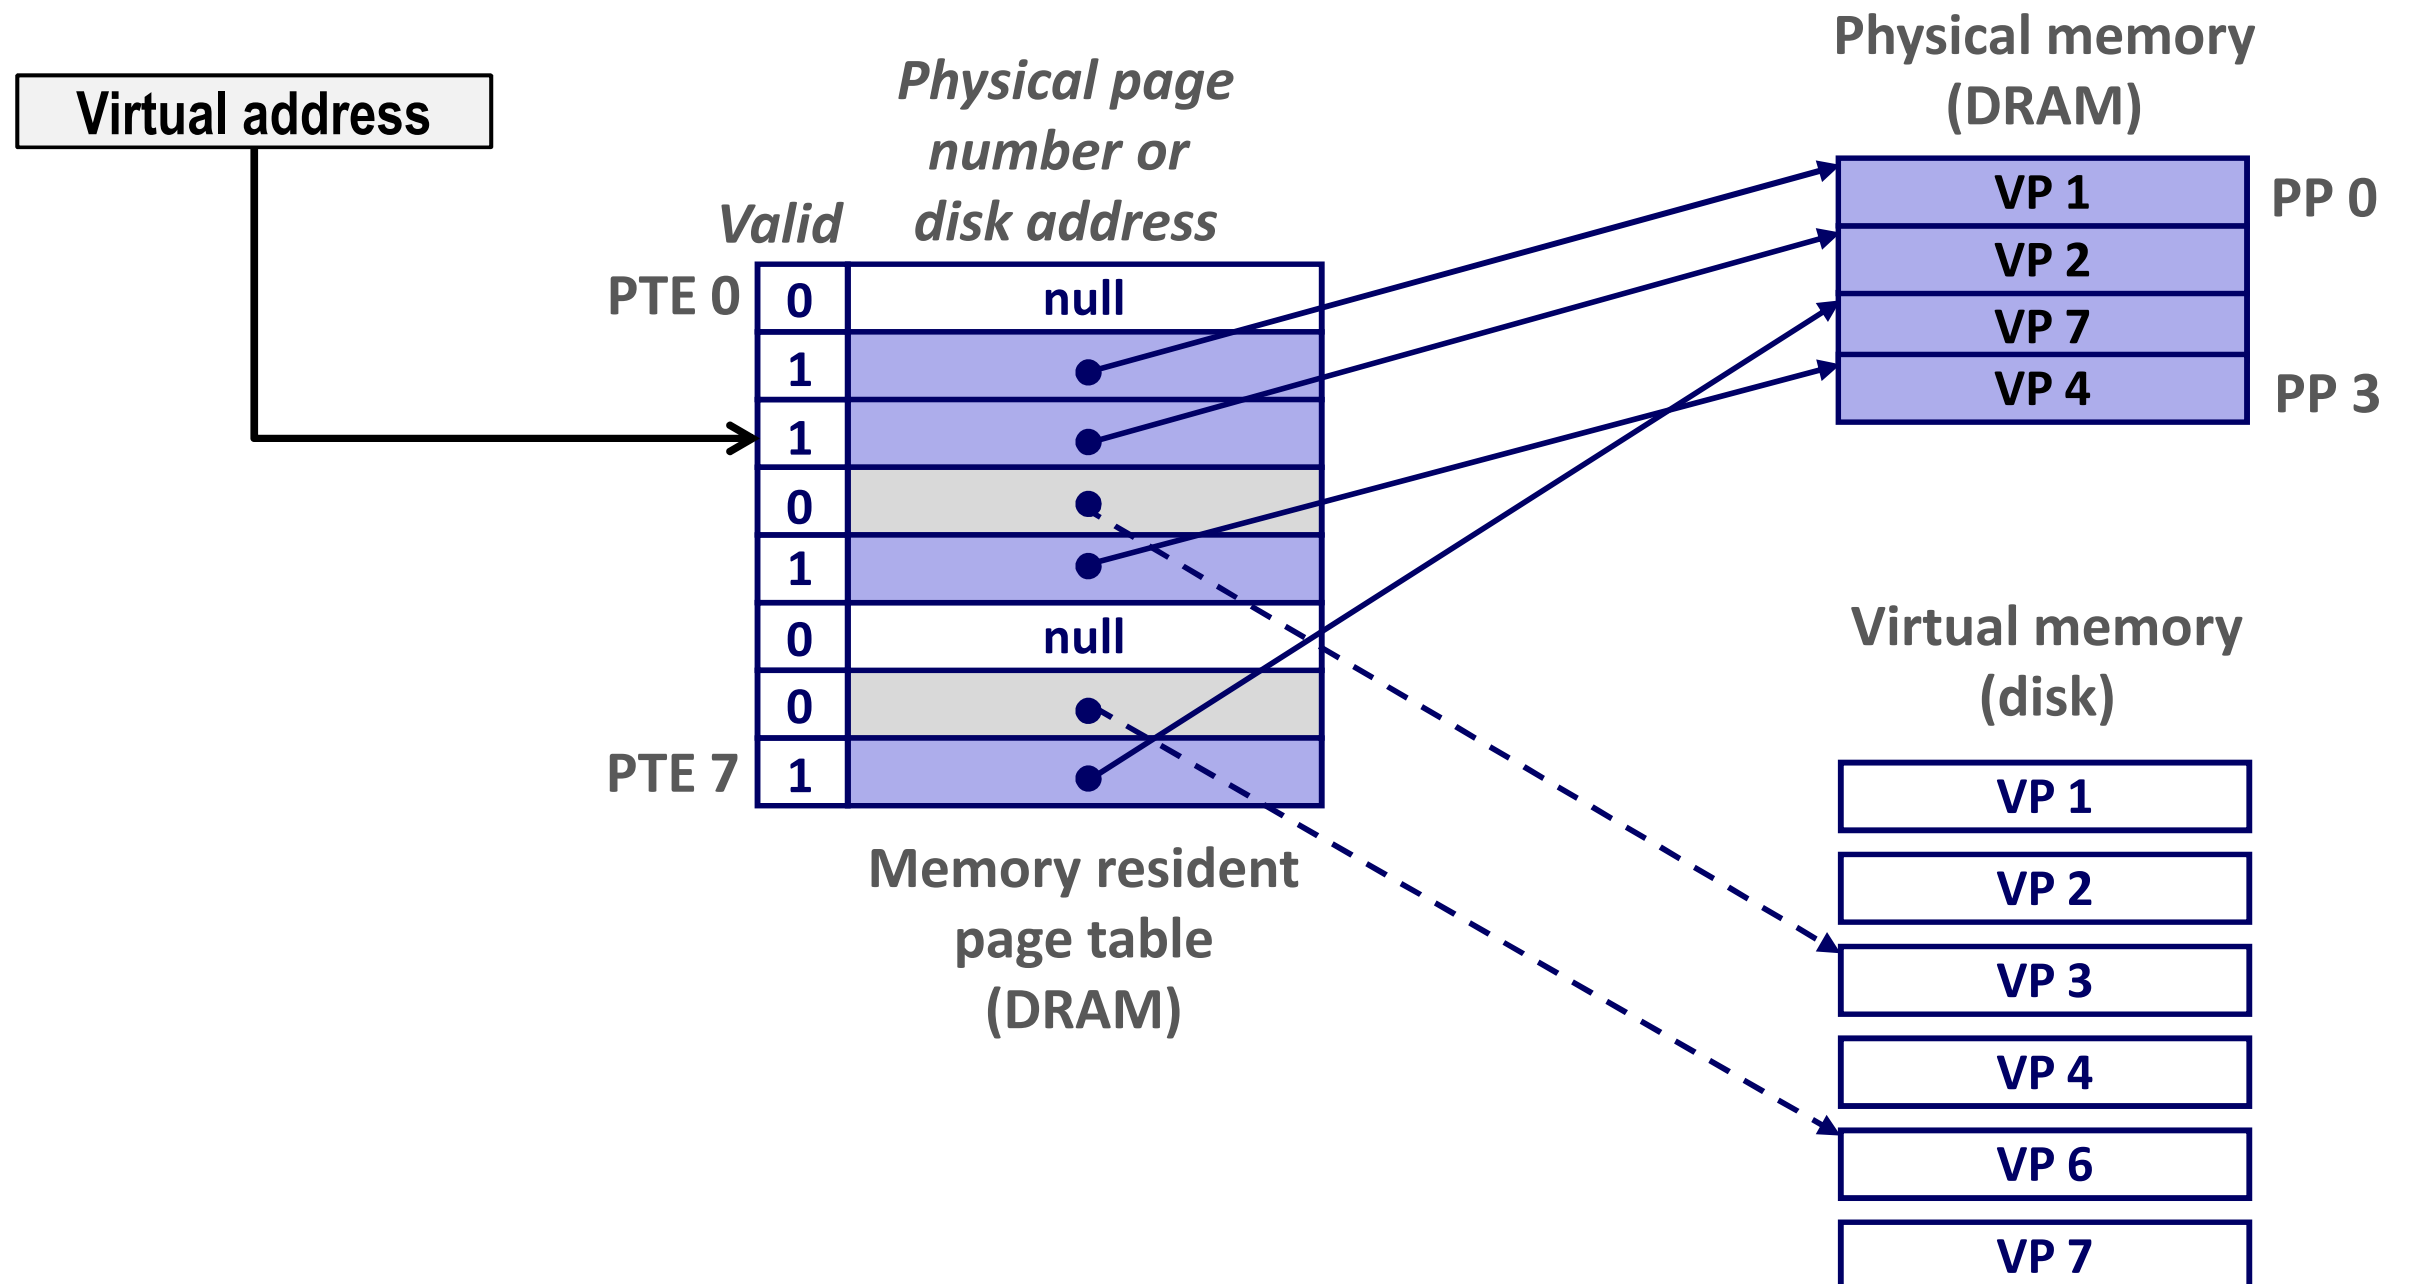 Virtual address
Physical page
number or
disk address
Valid
PTE 0
0
null
1
1
0
1
0
null
0
PTE 7
1
Memory resident
page table
(DRAM)
Physical memory
(DRAM)
VP 1
PP 0
VP 2
VP 7
VP 4
PP 3
Virtual memory
(disk)
VP 1
VP 2
VP 3
VP 4
VP 6
VP 7